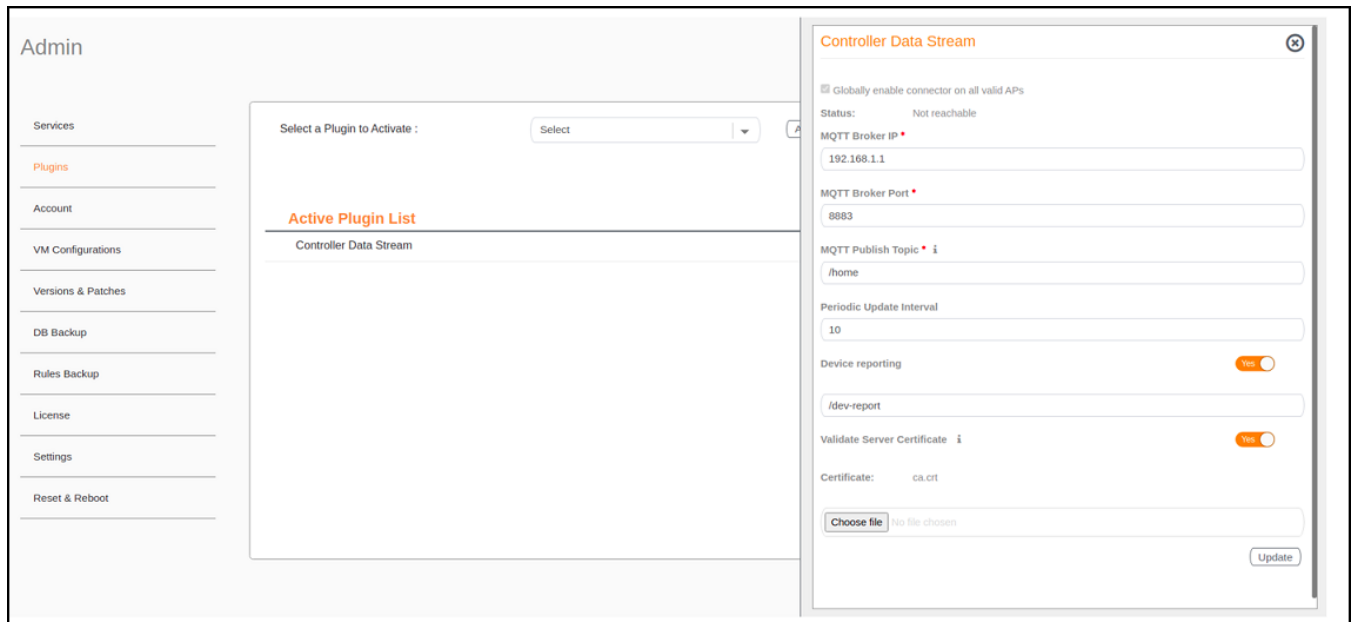 Admin
Services
Plugins
Account
VM Configurations
Versions & Patches
DB Backup
Rules Backup
License
Settings
Reset & Reboot
Select a Plugin to Activate :
Select
A
Active Plugin List
Controller Data Stream
Controller Data Stream
Globally enable connector on all valid APs
Status: Not reachable
MQTT Broker IP *
192.168.1.1
MQTT Broker Port *
8883
MQTT Publish Topic * i
/home
Periodic Update Interval
10
Device reporting Yes
/dev-report
Validate Server Certificate i Yes
Certificate: ca.crt
Choose file No file chosen
Update